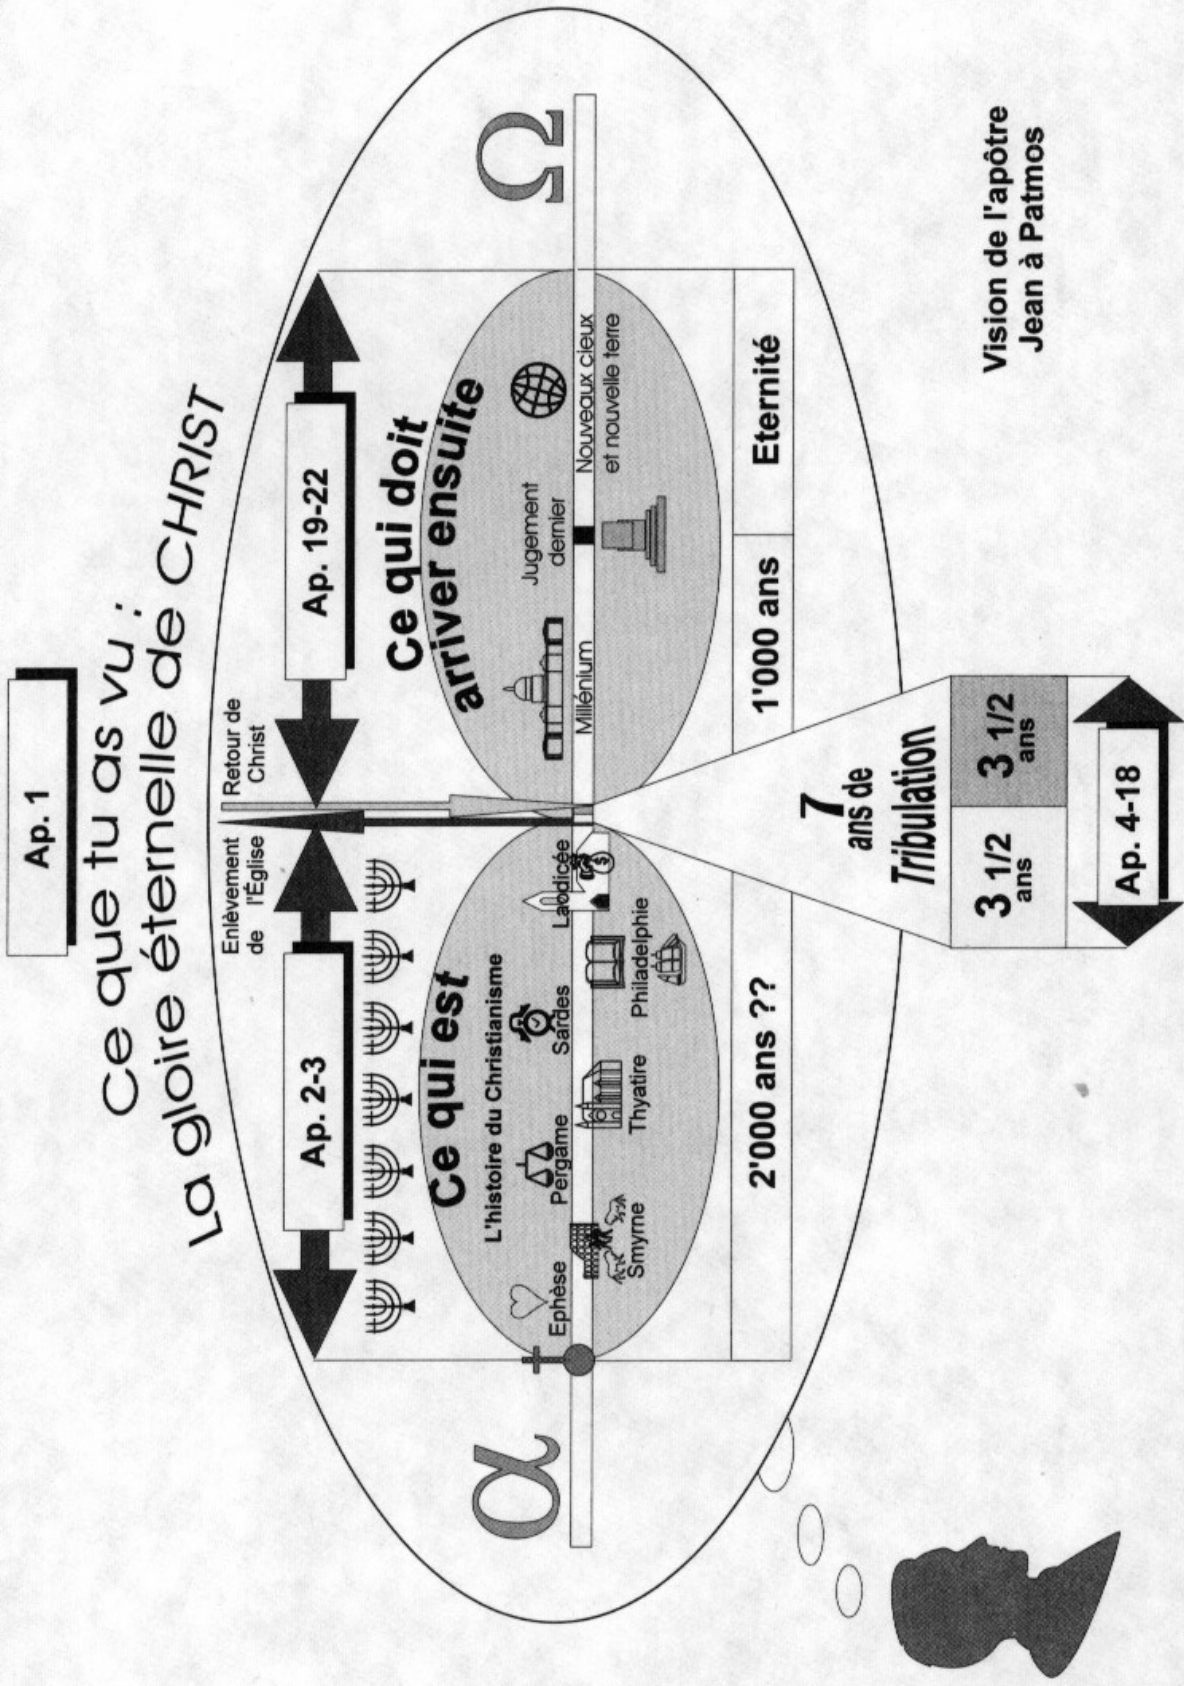 Ap. 1
Ce que tu as vu :
La gloire éternelle de CHRIST
Enlèvement
de l'Église
Retour de
Christ
Ap. 2-3
Ap. 19-22
Ce qui est
L'histoire du Christianisme
Ce qui doit
arriver ensuite
α
Ω
Ephèse
Smyrne
Pergame
Thyatire
Sardes
Philadelphie
Laodicée
$
Millénium
Jugement
dernier
Nouveaux cieux
et nouvelle terre
2'000 ans ??
1'000 ans
Eternité
7
ans de
Tribulation
3 1/2
ans
3 1/2
ans
Ap. 4-18
Vision de l'apôtre
Jean à Patmos